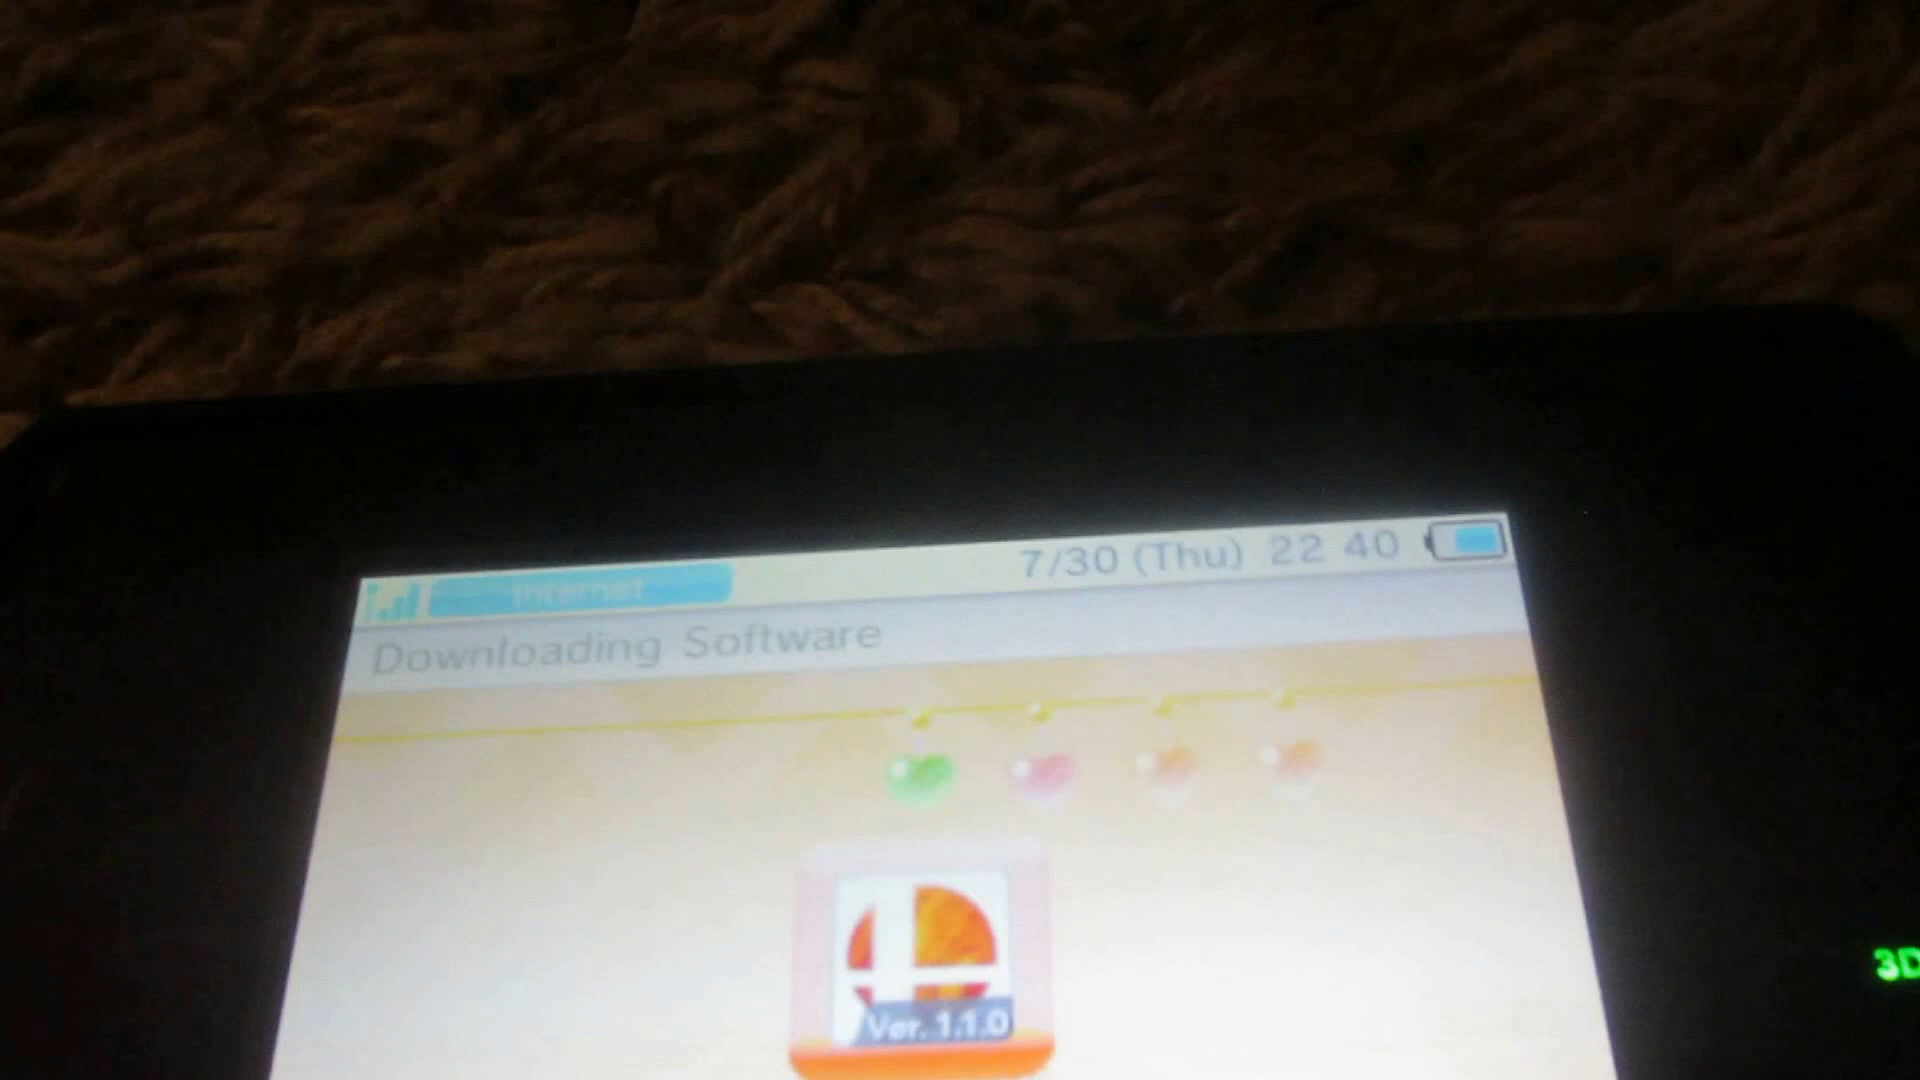 Internet
7/30 (Thu) 22 40
Downloading Software
Ver. 1.1.0
3D